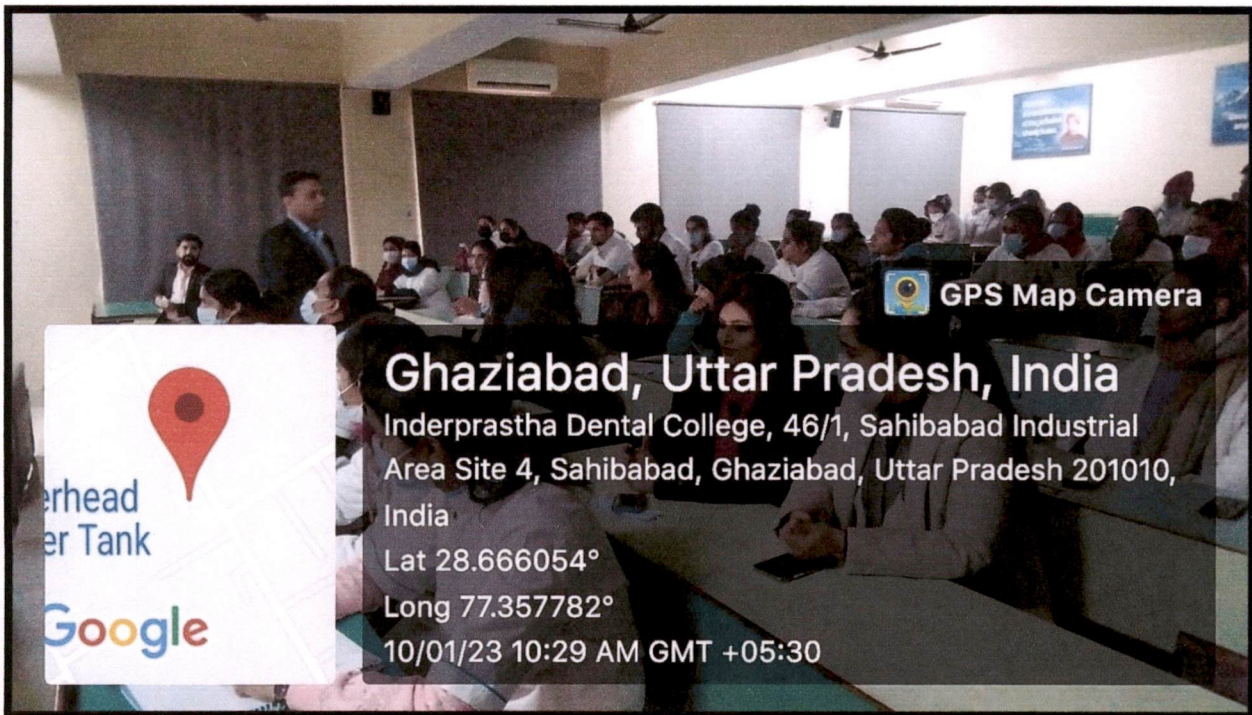 GPS Map Camera
Ghaziabad, Uttar Pradesh, India
Inderprastha Dental College, 46/1, Sahibabad Industrial
Area Site 4, Sahibabad, Ghaziabad, Uttar Pradesh 201010,
India
Lat 28.666054°
Long 77.357782°
10/01/23 10:29 AM GMT +05:30
erhead
er Tank
Google